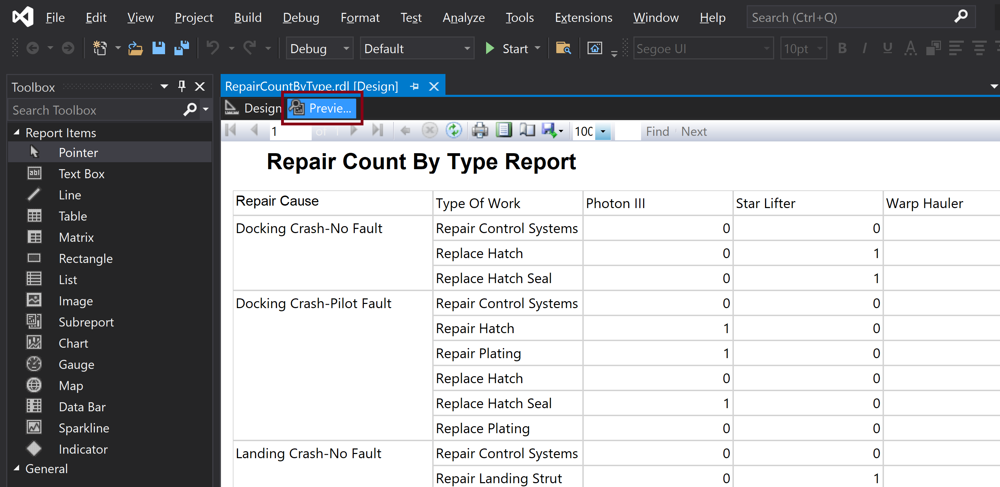 File Edit View Project Build Debug Format Test Analyze Tools Extensions Window Help Search (Ctrl+Q)
Debug Default Start Segoe UI 10pt B I U A
Toolbox
Search Toolbox
Report Items
Pointer
Text Box
Line
Table
Matrix
Rectangle
List
Image
Subreport
Chart
Gauge
Map
Data Bar
Sparkline
Indicator
General
RepairCountByType.rdl [Design]
Design Previe...
1 of 1 100 Find Next
Repair Count By Type Report
Repair Cause Type Of Work Photon III Star Lifter Warp Hauler
Docking Crash-No Fault Repair Control Systems 0 0
Replace Hatch 0 1
Replace Hatch Seal 0 1
Docking Crash-Pilot Fault Repair Control Systems 0 0
Repair Hatch 1 0
Repair Plating 1 0
Replace Hatch 0 0
Replace Hatch Seal 1 0
Replace Plating 0 0
Landing Crash-No Fault Repair Control Systems 0 0
Repair Landing Strut 0 1